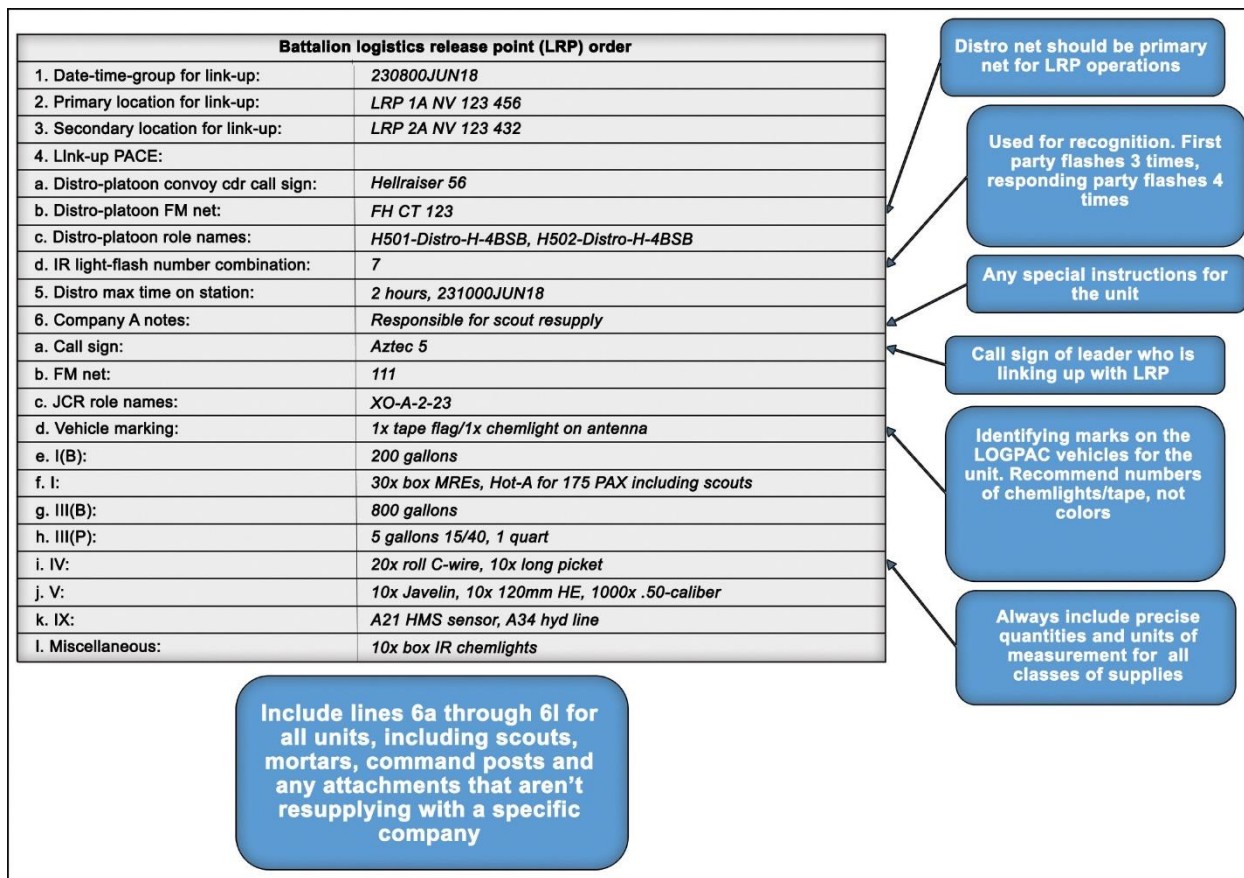 Battalion logistics release point (LRP) order
1. Date-time-group for link-up: 230800JUN18
2. Primary location for link-up: LRP 1A NV 123 456
3. Secondary location for link-up: LRP 2A NV 123 432
4. LInk-up PACE:
a. Distro-platoon convoy cdr call sign: Hellraiser 56
b. Distro-platoon FM net: FH CT 123
c. Distro-platoon role names: H501-Distro-H-4BSB, H502-Distro-H-4BSB
d. IR light-flash number combination: 7
5. Distro max time on station: 2 hours, 231000JUN18
6. Company A notes: Responsible for scout resupply
a. Call sign: Aztec 5
b. FM net: 111
c. JCR role names: XO-A-2-23
d. Vehicle marking: 1x tape flag/1x chemlight on antenna
e. I(B): 200 gallons
f. I: 30x box MREs, Hot-A for 175 PAX including scouts
g. III(B): 800 gallons
h. III(P): 5 gallons 15/40, 1 quart
i. IV: 20x roll C-wire, 10x long picket
j. V: 10x Javelin, 10x 120mm HE, 1000x .50-caliber
k. IX: A21 HMS sensor, A34 hyd line
l. Miscellaneous: 10x box IR chemlights
Distro net should be primary
net for LRP operations
Used for recognition. First
party flashes 3 times,
responding party flashes 4
times
Any special instructions for
the unit
Call sign of leader who is
linking up with LRP
Identifying marks on the
LOGPAC vehicles for the
unit. Recommend numbers
of chemlights/tape, not
colors
Always include precise
quantities and units of
measurement for all
classes of supplies
Include lines 6a through 6l for
all units, including scouts,
mortars, command posts and
any attachments that aren't
resupplying with a specific
company